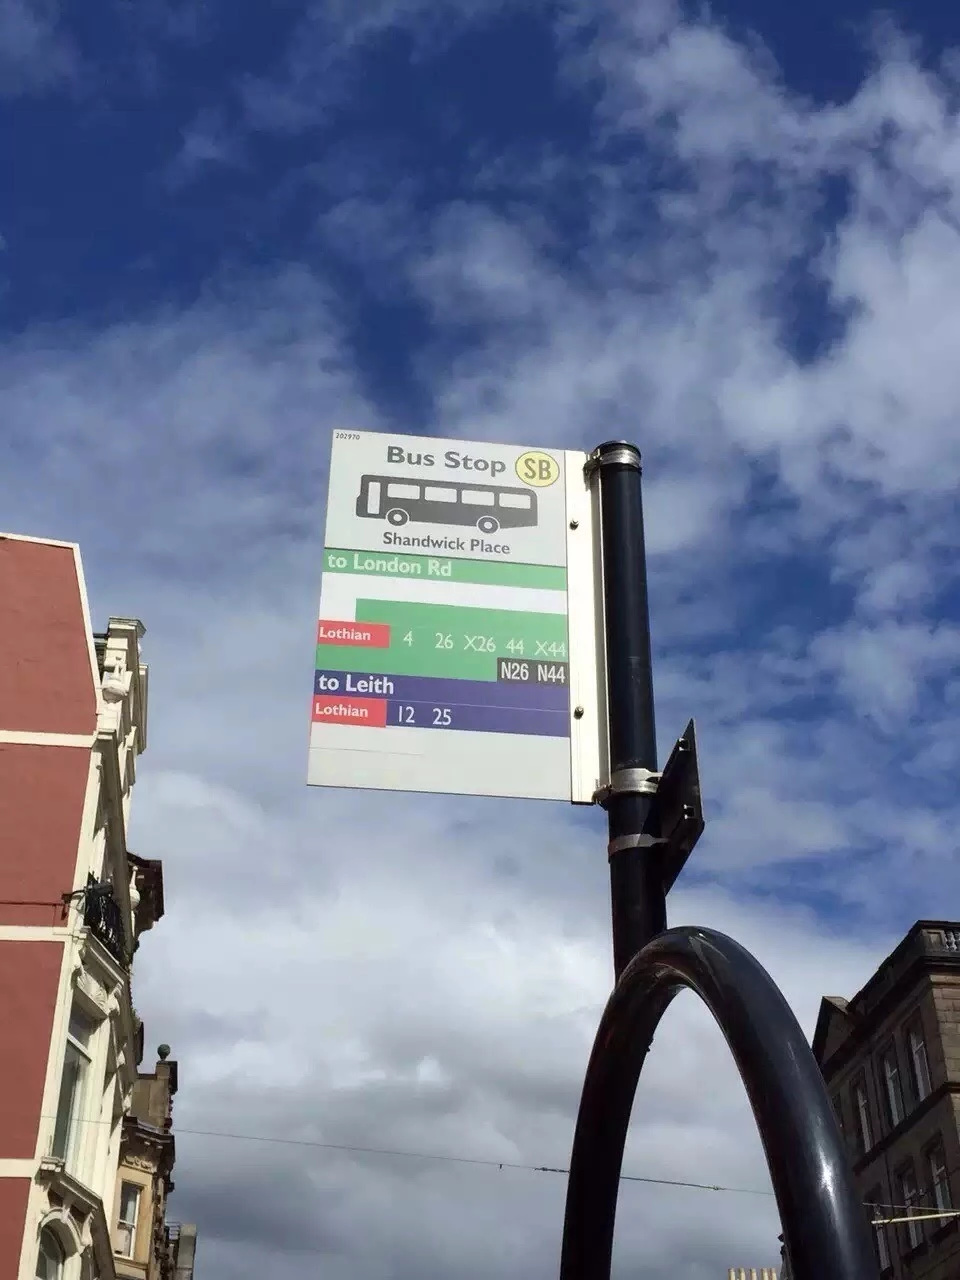 202970
Bus Stop SB
Shandwick Place
to London Rd
Lothian 4 26 X26 44 X44
N26 N44
to Leith
Lothian 12 25